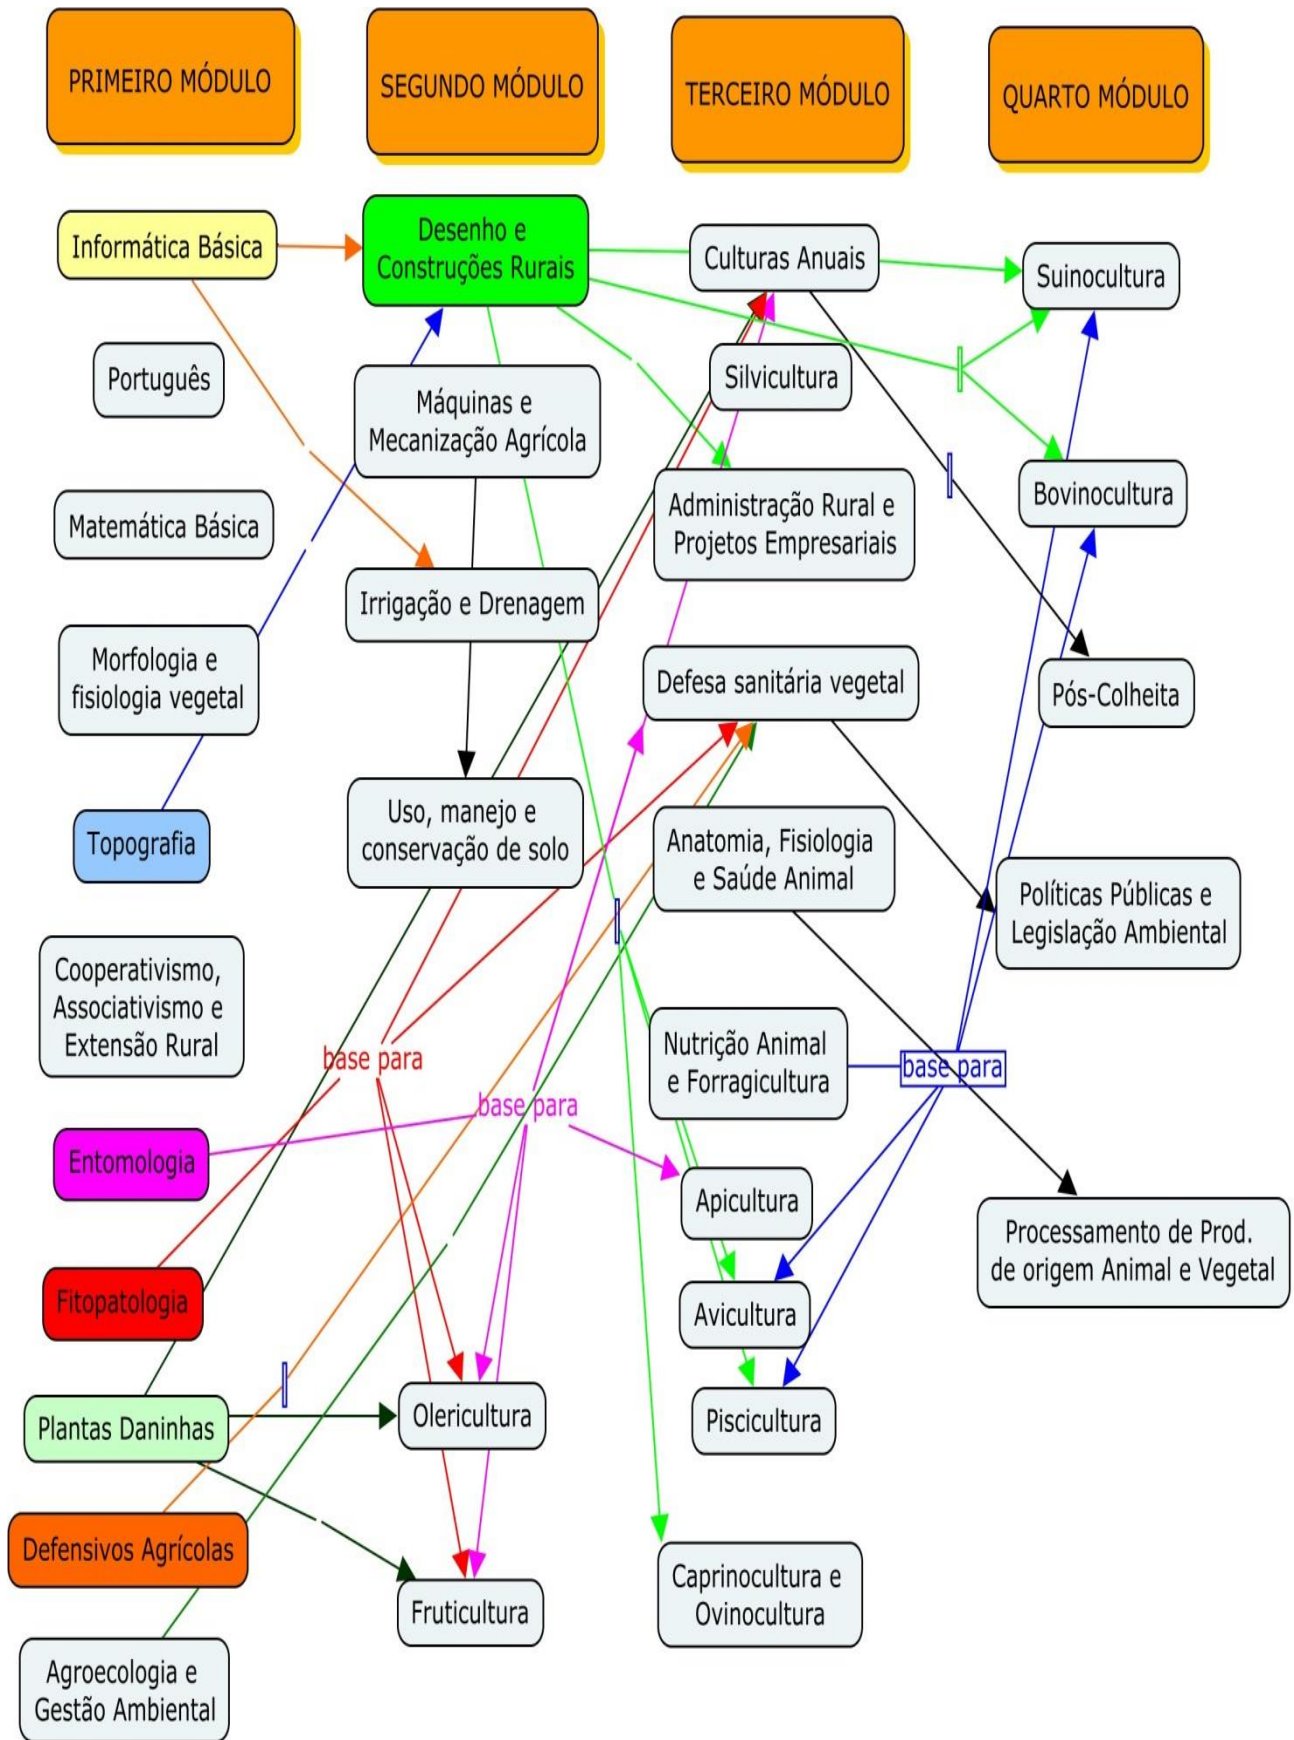 PRIMEIRO MÓDULO
SEGUNDO MÓDULO
TERCEIRO MÓDULO
QUARTO MÓDULO
Informática Básica
Português
Matemática Básica
Morfologia e
fisiologia vegetal
Topografia
Cooperativismo,
Associativismo e
Extensão Rural
Entomologia
Fitopatologia
Plantas Daninhas
Defensivos Agrícolas
Agroecologia e
Gestão Ambiental
Desenho e
Construções Rurais
Máquinas e
Mecanização Agrícola
Irrigação e Drenagem
Uso, manejo e
conservação de solo
base para
base para
Olericultura
Fruticultura
Culturas Anuais
Silvicultura
Administração Rural e
Projetos Empresariais
Defesa sanitária vegetal
Anatomia, Fisiologia
e Saúde Animal
Nutrição Animal
e Forragicultura
Apicultura
Avicultura
Piscicultura
Caprinocultura e
Ovinocultura
Suinocultura
Bovinocultura
Pós-Colheita
Políticas Públicas e
Legislação Ambiental
base para
Processamento de Prod.
de origem Animal e Vegetal